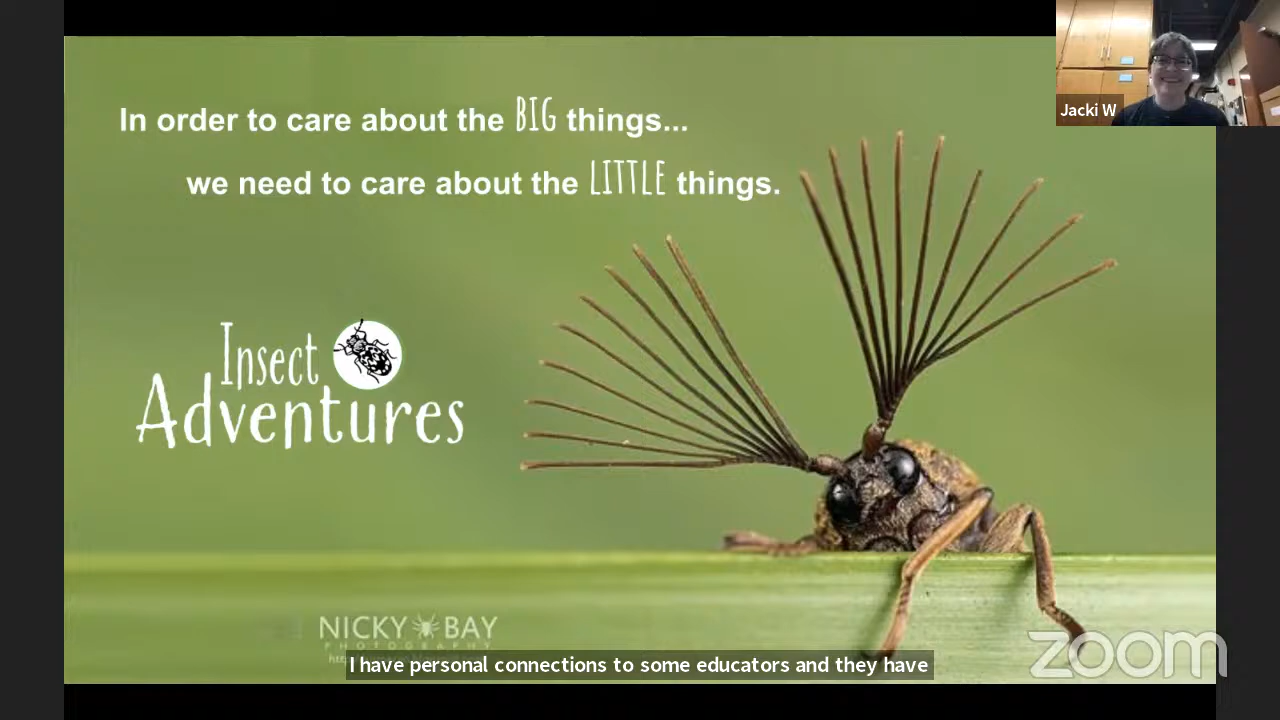 In order to care about the BIG things...
we need to care about the LITTLE things.
Jacki W
Insect
Adventures
NICKY BAY
PHOTOGRAPHY
I have personal connections to some educators and they have
zoom